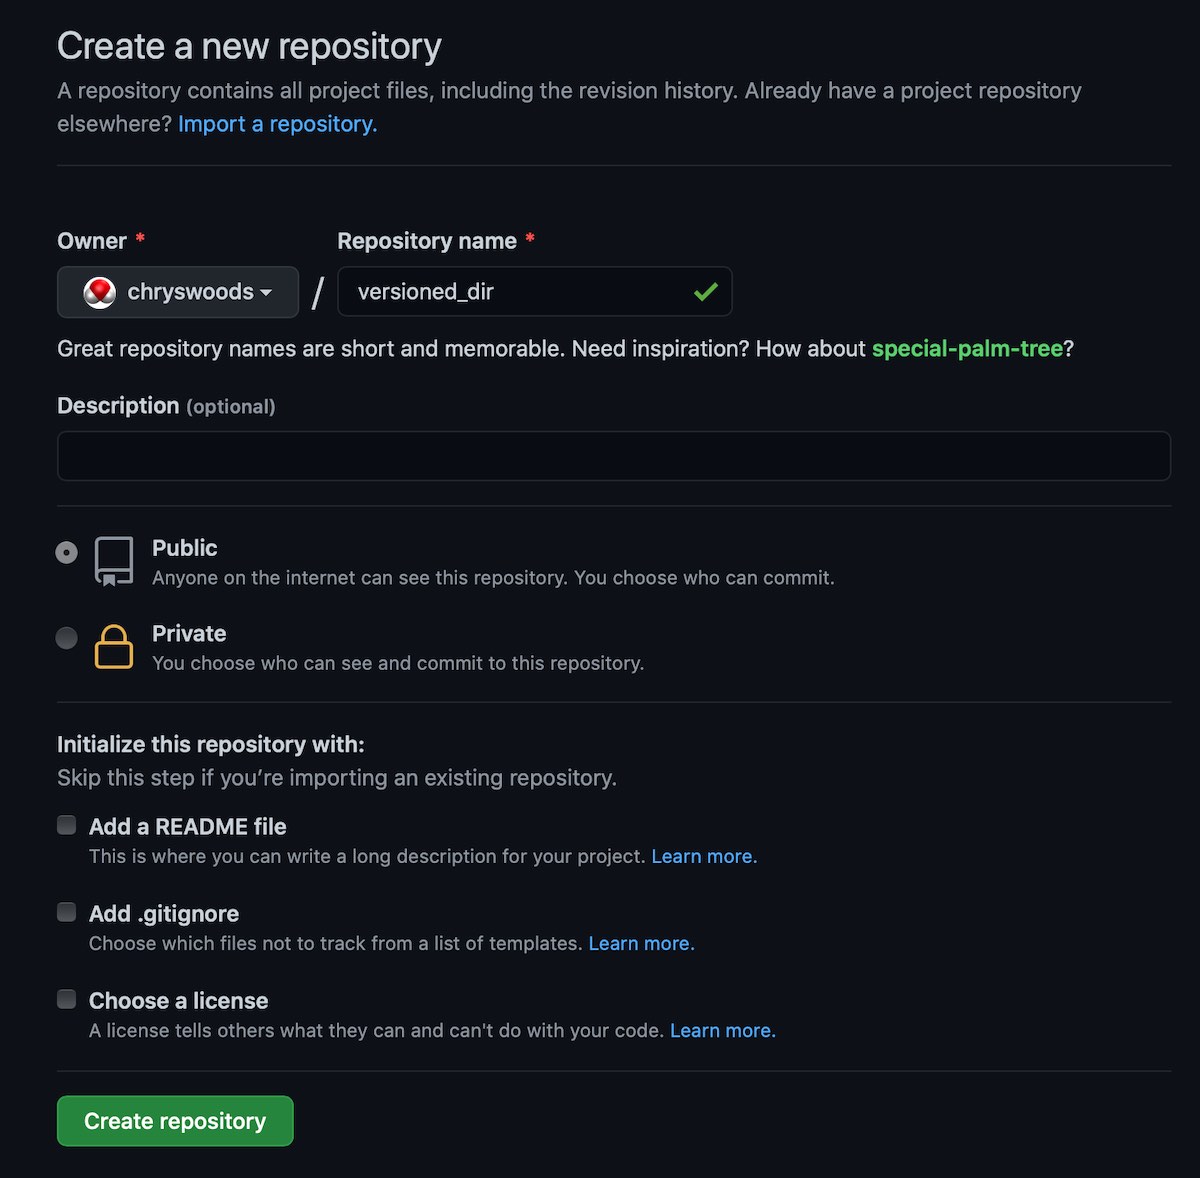 Create a new repository
A repository contains all project files, including the revision history. Already have a project repository
elsewhere? Import a repository.
Owner *
Repository name *
chryswoods / versioned_dir
Great repository names are short and memorable. Need inspiration? How about special-palm-tree?
Description (optional)
Public
Anyone on the internet can see this repository. You choose who can commit.
Private
You choose who can see and commit to this repository.
Initialize this repository with:
Skip this step if you’re importing an existing repository.
Add a README file
This is where you can write a long description for your project. Learn more.
Add .gitignore
Choose which files not to track from a list of templates. Learn more.
Choose a license
A license tells others what they can and can't do with your code. Learn more.
Create repository